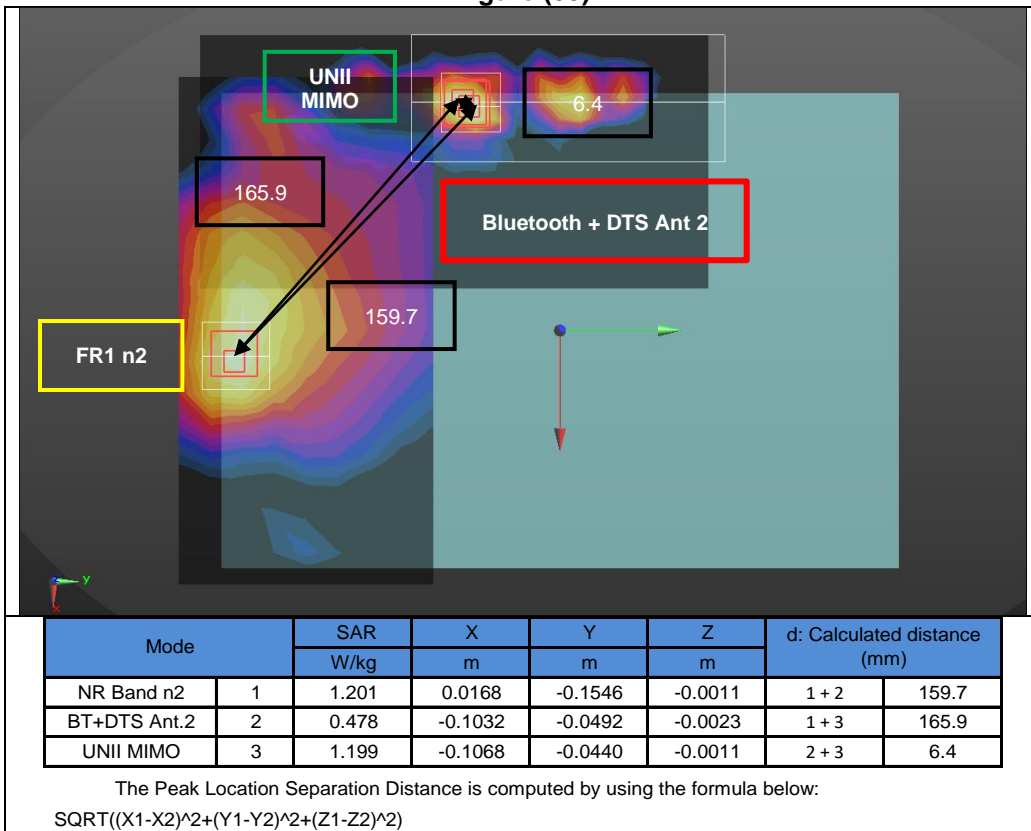 UNII
MIMO
6.4
165.9
Bluetooth + DTS Ant 2
159.7
FR1 n2
y
x
Mode SAR X Y Z d: Calculated distance (mm)
W/kg m m m
NR Band n2 1 1.201 0.0168 -0.1546 -0.0011 1 + 2 159.7
BT+DTS Ant.2 2 0.478 -0.1032 -0.0492 -0.0023 1 + 3 165.9
UNII MIMO 3 1.199 -0.1068 -0.0440 -0.0011 2 + 3 6.4
The Peak Location Separation Distance is computed by using the formula below:
SQRT((X1-X2)^2+(Y1-Y2)^2+(Z1-Z2)^2)